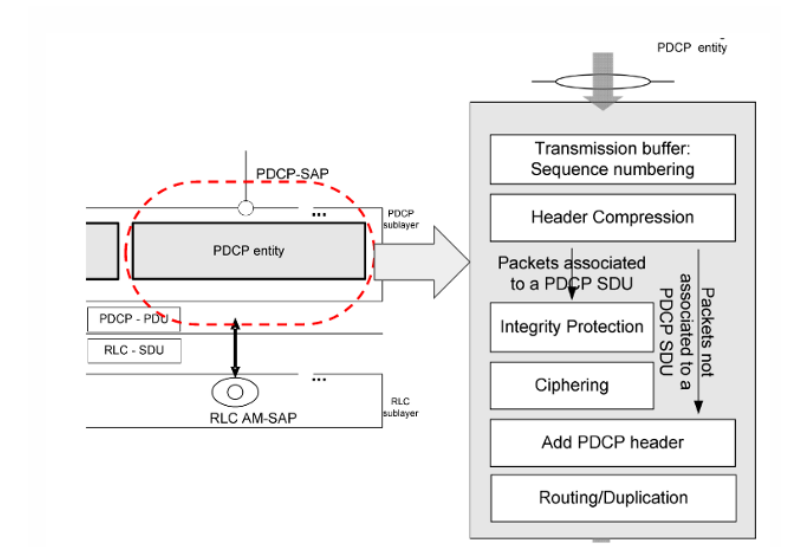 PDCP entity
PDCP-SAP
...
PDCP
sublayer
PDCP entity
PDCP - PDU
RLC - SDU
...
RLC AM-SAP
RLC
sublayer
Transmission buffer:
Sequence numbering
Header Compression
Packets associated
to a PDCP SDU
Packets not
associated to a
PDCP SDU
Integrity Protection
Ciphering
Add PDCP header
Routing/Duplication